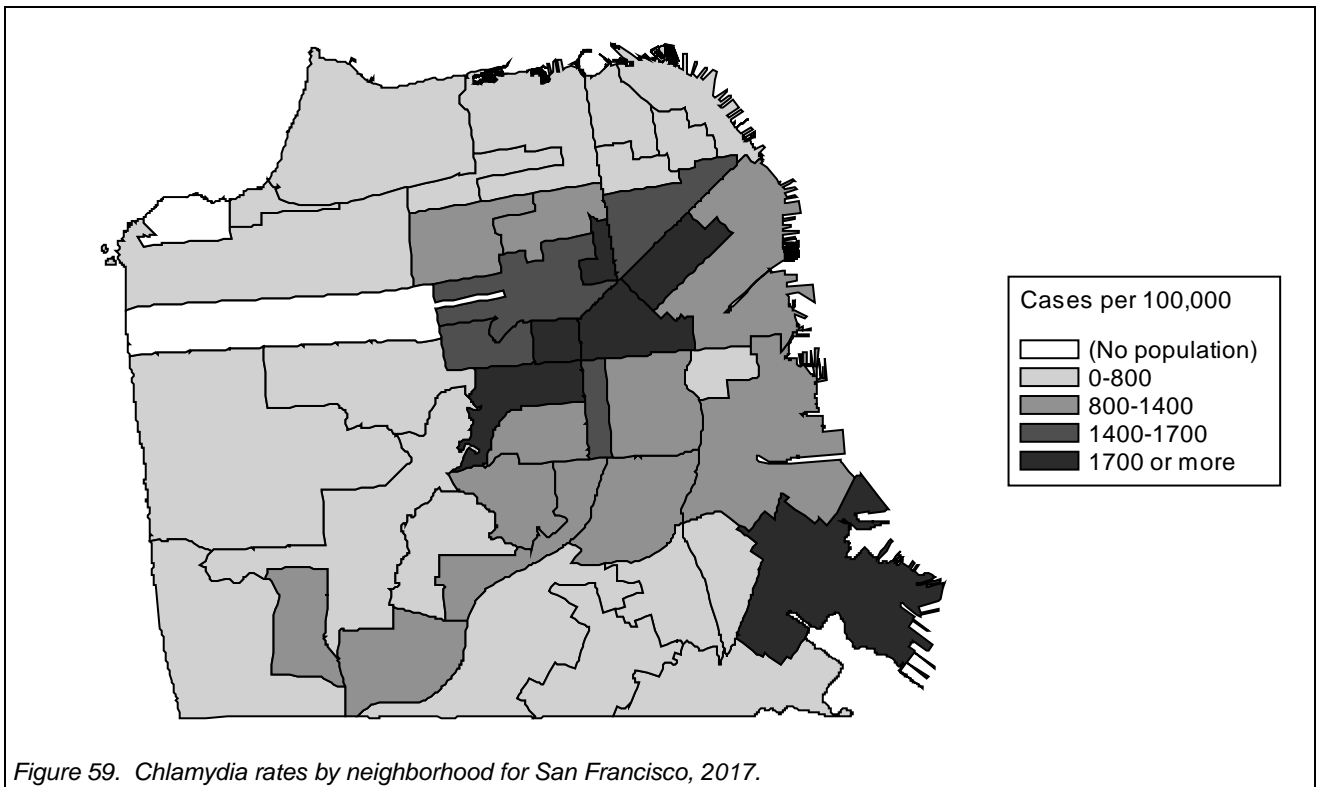 Cases per 100,000
(No population)
0-800
800-1400
1400-1700
1700 or more
Figure 59. Chlamydia rates by neighborhood for San Francisco, 2017.